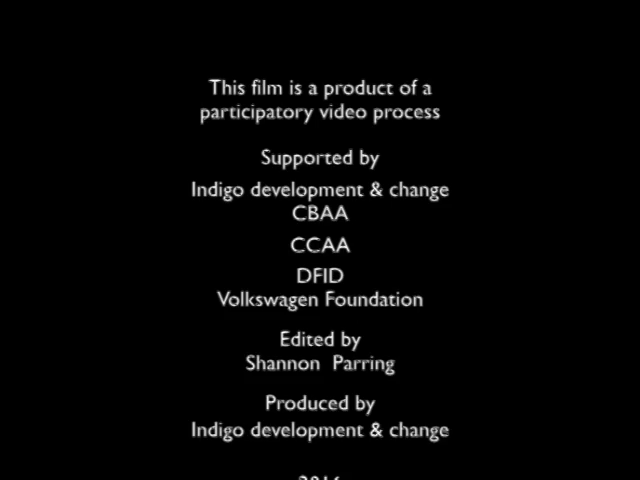 This film is a product of a
participatory video process
Supported by
Indigo development & change
CBAA
CCAA
DFID
Volkswagen Foundation
Edited by
Shannon Parring
Produced by
Indigo development & change